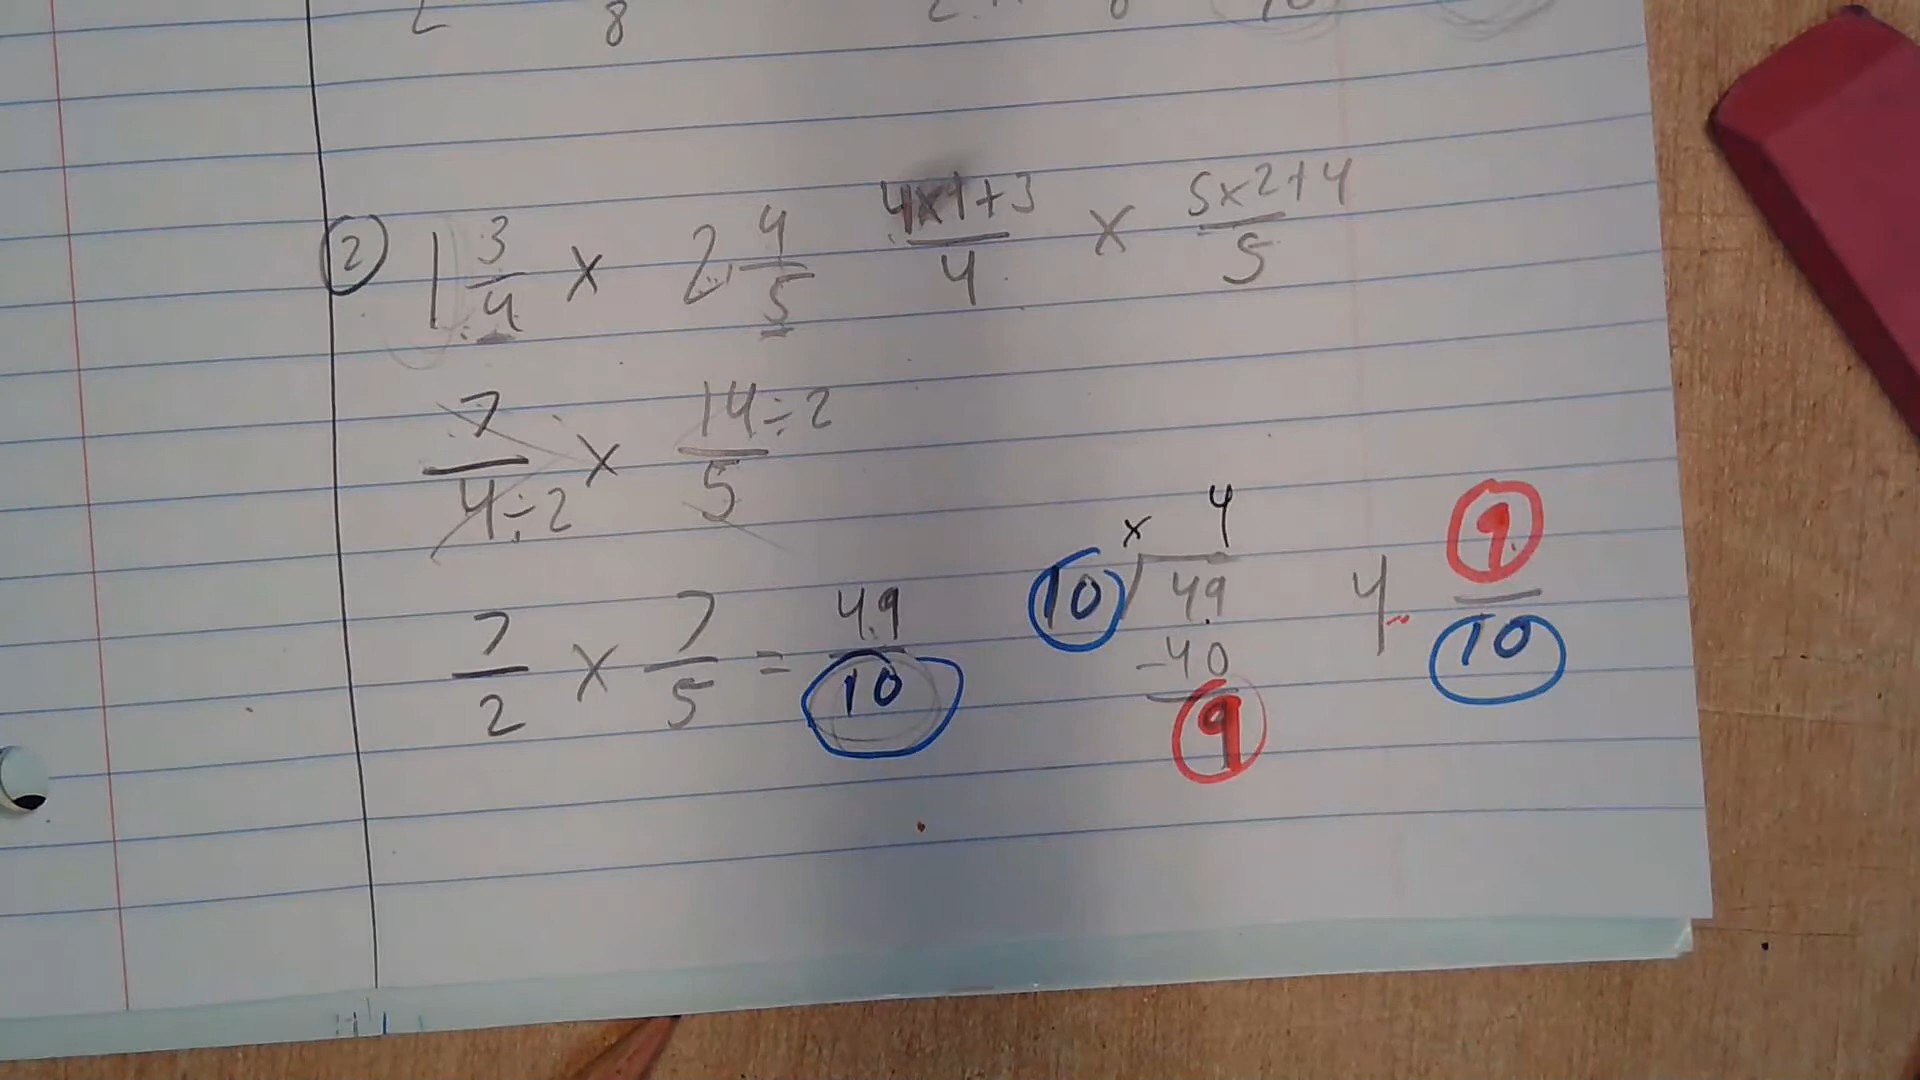 8
② 1 3/4 × 2 4/5 (4×1+3)/4 × (5×2+4)/5
7/(4÷2) × (14÷2)/5
7/2 × 7/5 = 49/10
× 4
10 49 4 9/10
-40
9